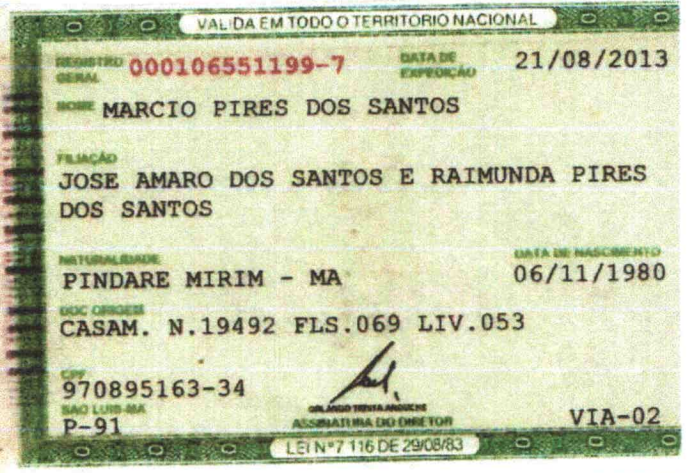 VALIDA EM TODO O TERRITORIO NACIONAL
REGISTRO GERAL 000106551199-7 DATA DE EXPEDIÇÃO 21/08/2013
NOME MARCIO PIRES DOS SANTOS
FILIAÇÃO
JOSE AMARO DOS SANTOS E RAIMUNDA PIRES
DOS SANTOS
NATURALIDADE DATA DE NASCIMENTO
PINDARE MIRIM - MA 06/11/1980
DOC ORIGEM
CASAM. N.19492 FLS.069 LIV.053
CPF
970895163-34
SAO LUIS-MA
P-91 ASSINATURA DO DIRETOR VIA-02
LEI Nº 7 116 DE 29/08/83